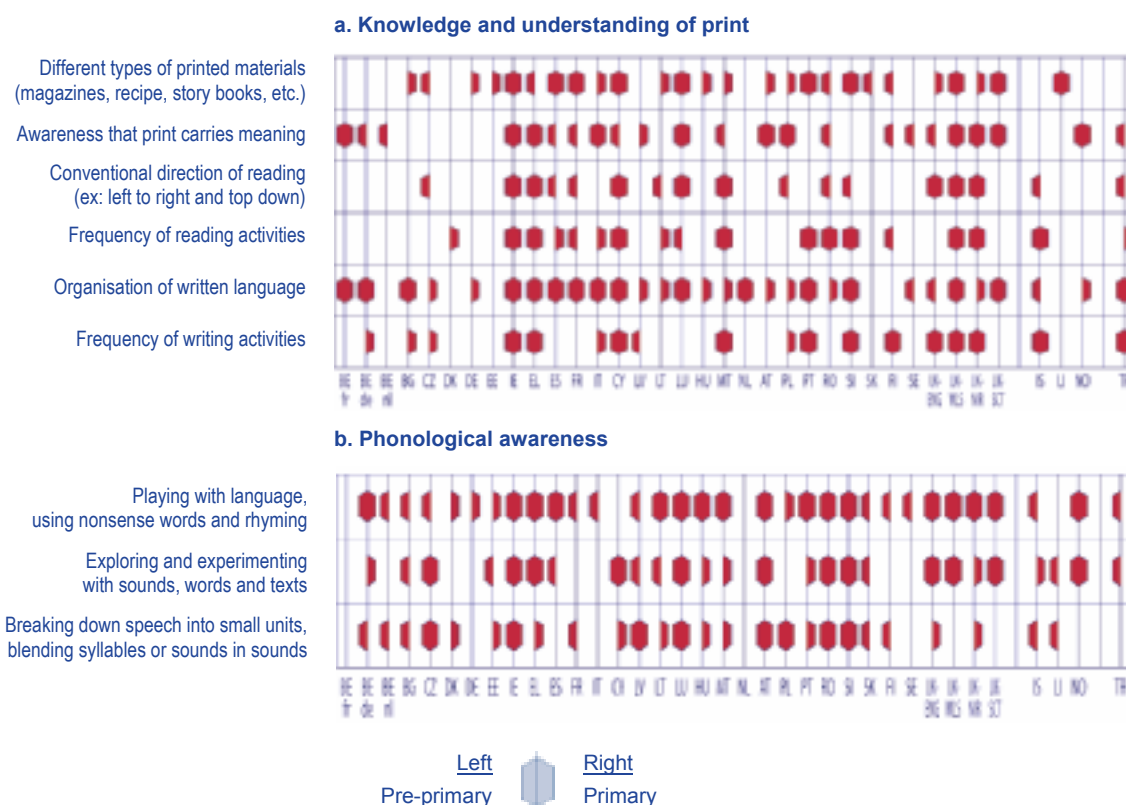 a. Knowledge and understanding of print
Different types of printed materials
(magazines, recipe, story books, etc.)
Awareness that print carries meaning
Conventional direction of reading
(ex: left to right and top down)
Frequency of reading activities
Organisation of written language
Frequency of writing activities
BE BE BE BG CZ DK DE EE IE EL ES FR IT CY LV LT LU HU MT NL AT PL PT RO SI SK FI SE UK- UK- UK- UK- IS LI NO
fr de nl ENG WLS NIR SCT
b. Phonological awareness
Playing with language,
using nonsense words and rhyming
Exploring and experimenting
with sounds, words and texts
Breaking down speech into small units,
blending syllables or sounds in sounds
BE BE BE BG CZ DK DE EE IE EL ES FR IT CY LV LT LU HU MT NL AT PL PT RO SI SK FI SE UK- UK- UK- UK- IS LI NO
fr de nl ENG WLS NIR SCT
Left Right
Pre-primary Primary